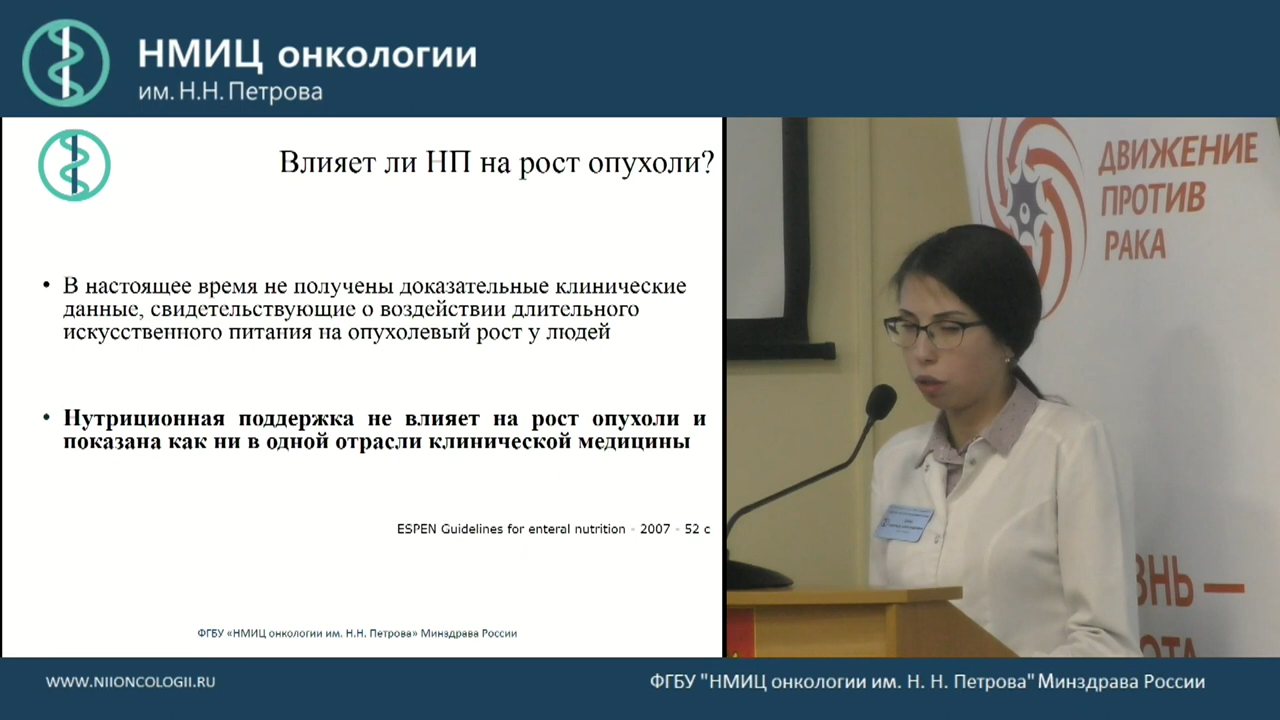 НМИЦ онкологии
им. Н.Н. Петрова
Влияет ли НП на рост опухоли?
• В настоящее время не получены доказательные клинические
данные, свидетельствующие о воздействии длительного
искусственного питания на опухолевый рост у людей
• Нутриционная поддержка не влияет на рост опухоли и
показана как ни в одной отрасли клинической медицины
ESPEN Guidelines for enteral nutrition - 2007 - 52 с
ФГБУ «НМИЦ онкологии им. Н.Н. Петрова» Минздрава России
ДВИЖЕНИЕ
ПРОТИВ
РАКА
ЗНЬ —
ОТА
WWW.NIIONCOLOGII.RU
ФГБУ "НМИЦ онкологии им. Н. Н. Петрова" Минздрава России